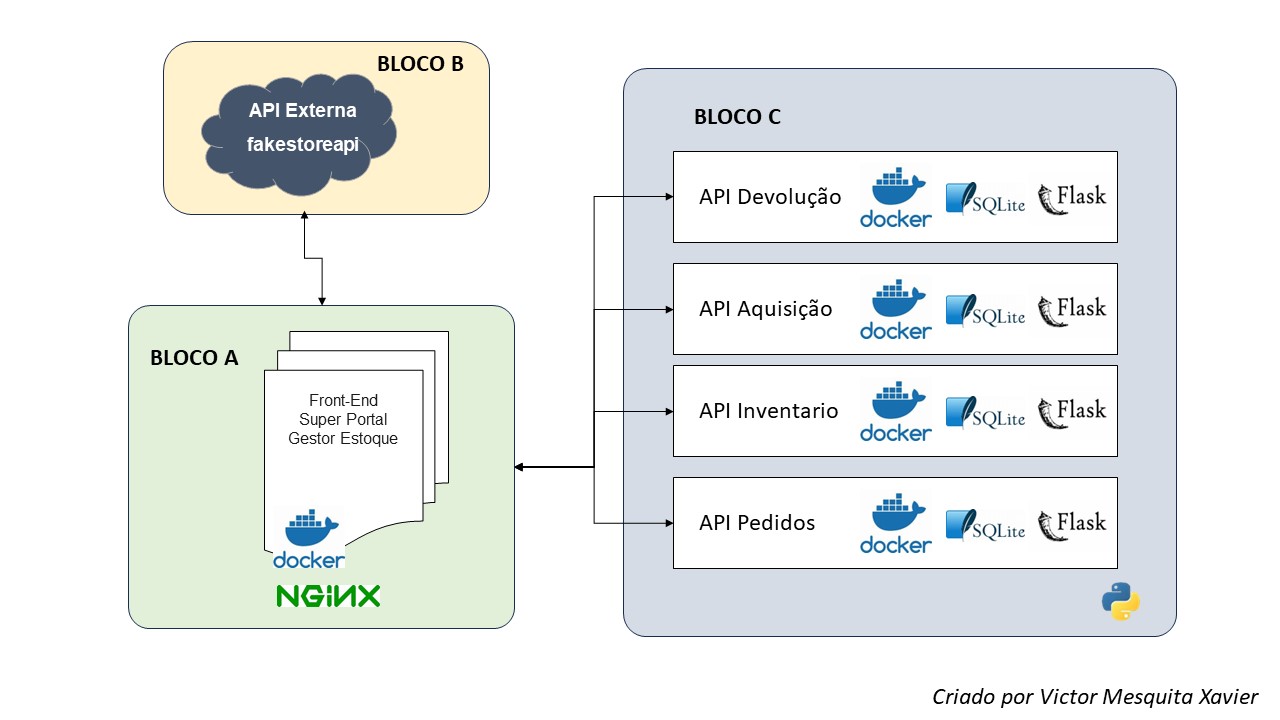 BLOCO B
API Externa
fakestoreapi
BLOCO A
Front-End
Super Portal
Gestor Estoque
docker
NGiNX
BLOCO C
API Devolução docker SQLite Flask
API Aquisição docker SQLite Flask
API Inventario docker SQLite Flask
API Pedidos docker SQLite Flask
Criado por Victor Mesquita Xavier